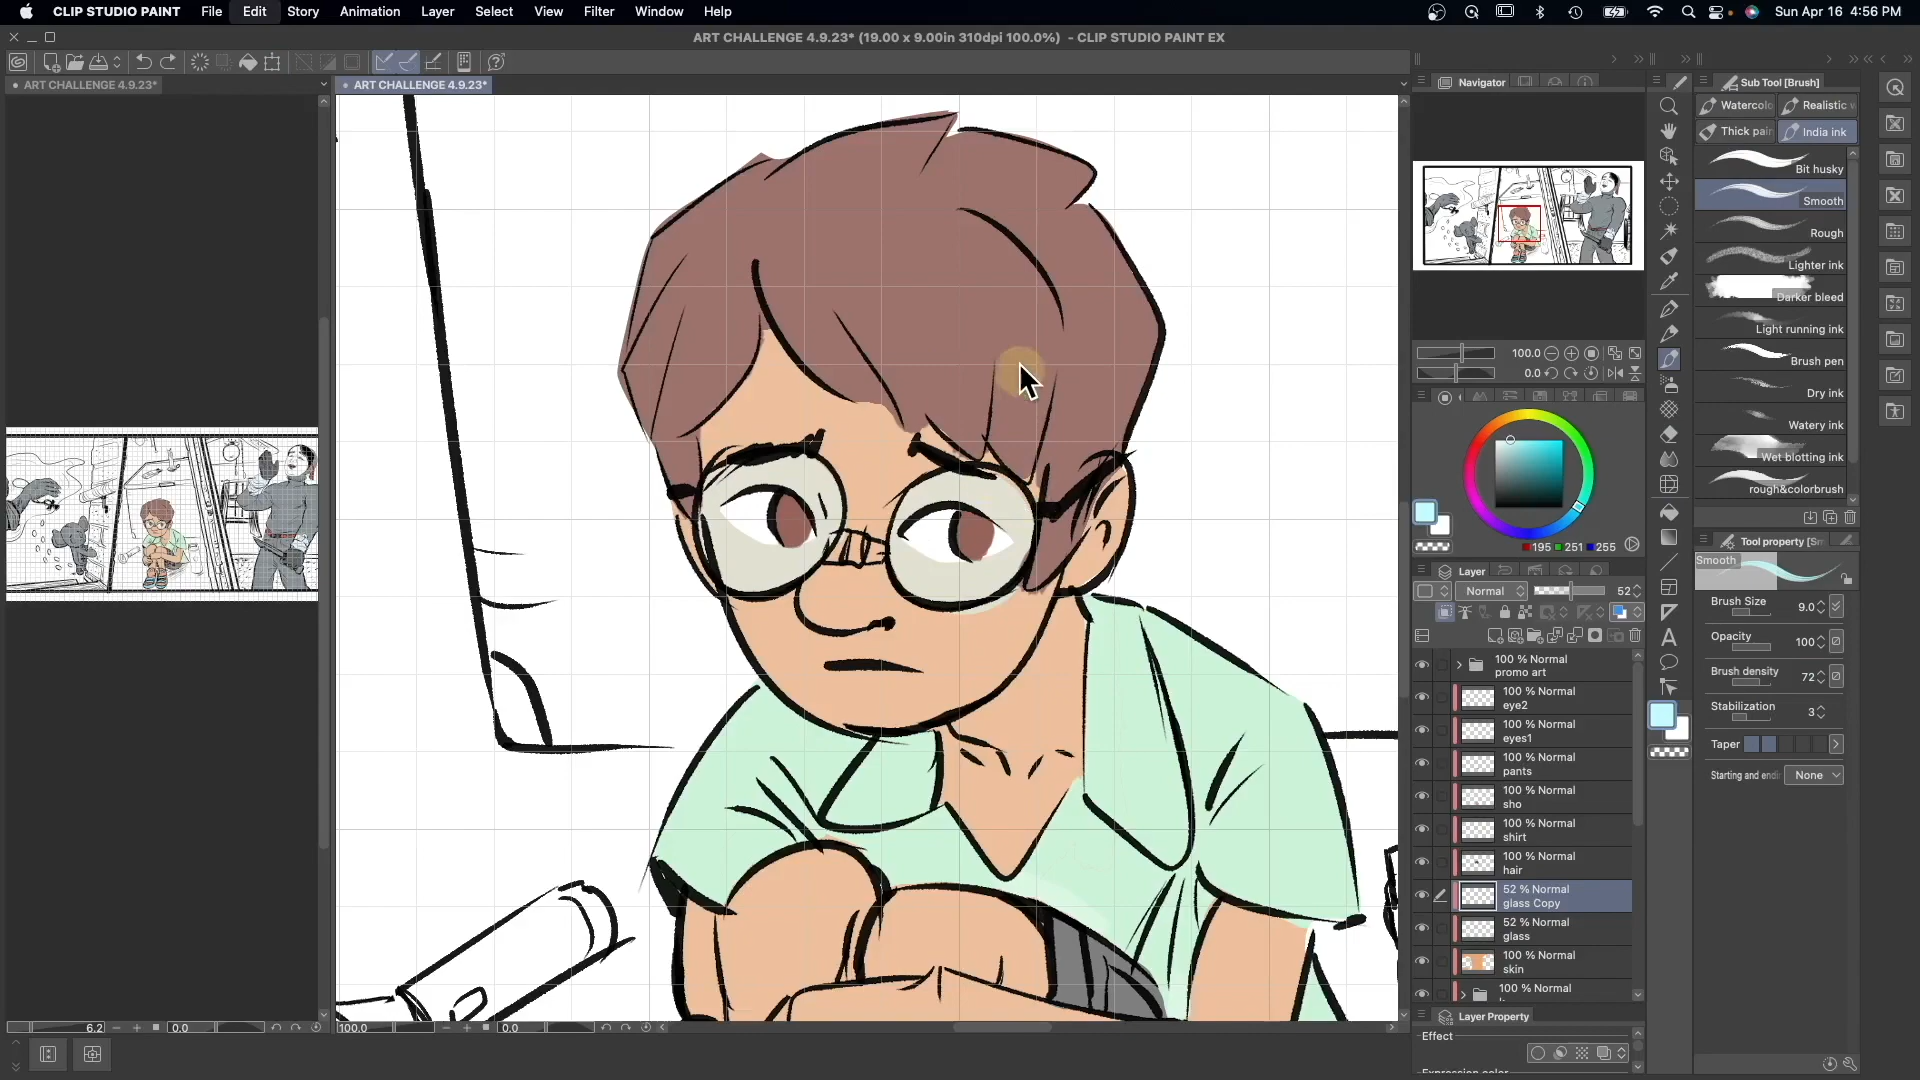 CLIP STUDIO PAINT File Edit Story Animation Layer Select View Filter Window Help Sun Apr 16 4:56 PM
ART CHALLENGE 4.9.23* (19.00 x 9.00in 310dpi 100.0%) - CLIP STUDIO PAINT EX
ART CHALLENGE 4.9.23*
ART CHALLENGE 4.9.23*
Navigator
100.0
0.0
195 251 255
Layer
Normal 52
100 % Normal
promo art
100 % Normal
eye2
100 % Normal
eyes1
100 % Normal
pants
100 % Normal
sho
100 % Normal
shirt
100 % Normal
hair
52 % Normal
glass Copy
52 % Normal
glass
100 % Normal
skin
100 % Normal
Layer Property
Effect
Expression color
Sub Tool [Brush]
Watercolo Realistic w
Thick pain India ink
Bit husky
Smooth
Rough
Lighter ink
Darker bleed
Light running ink
Brush pen
Dry ink
Watery ink
Wet blotting ink
rough&colorbrush
Tool property [Sm
Smooth
Brush Size 9.0
Opacity 100
Brush density 72
Stabilization 3
Taper
Starting and endi None
6.2 0.0
100.0 0.0